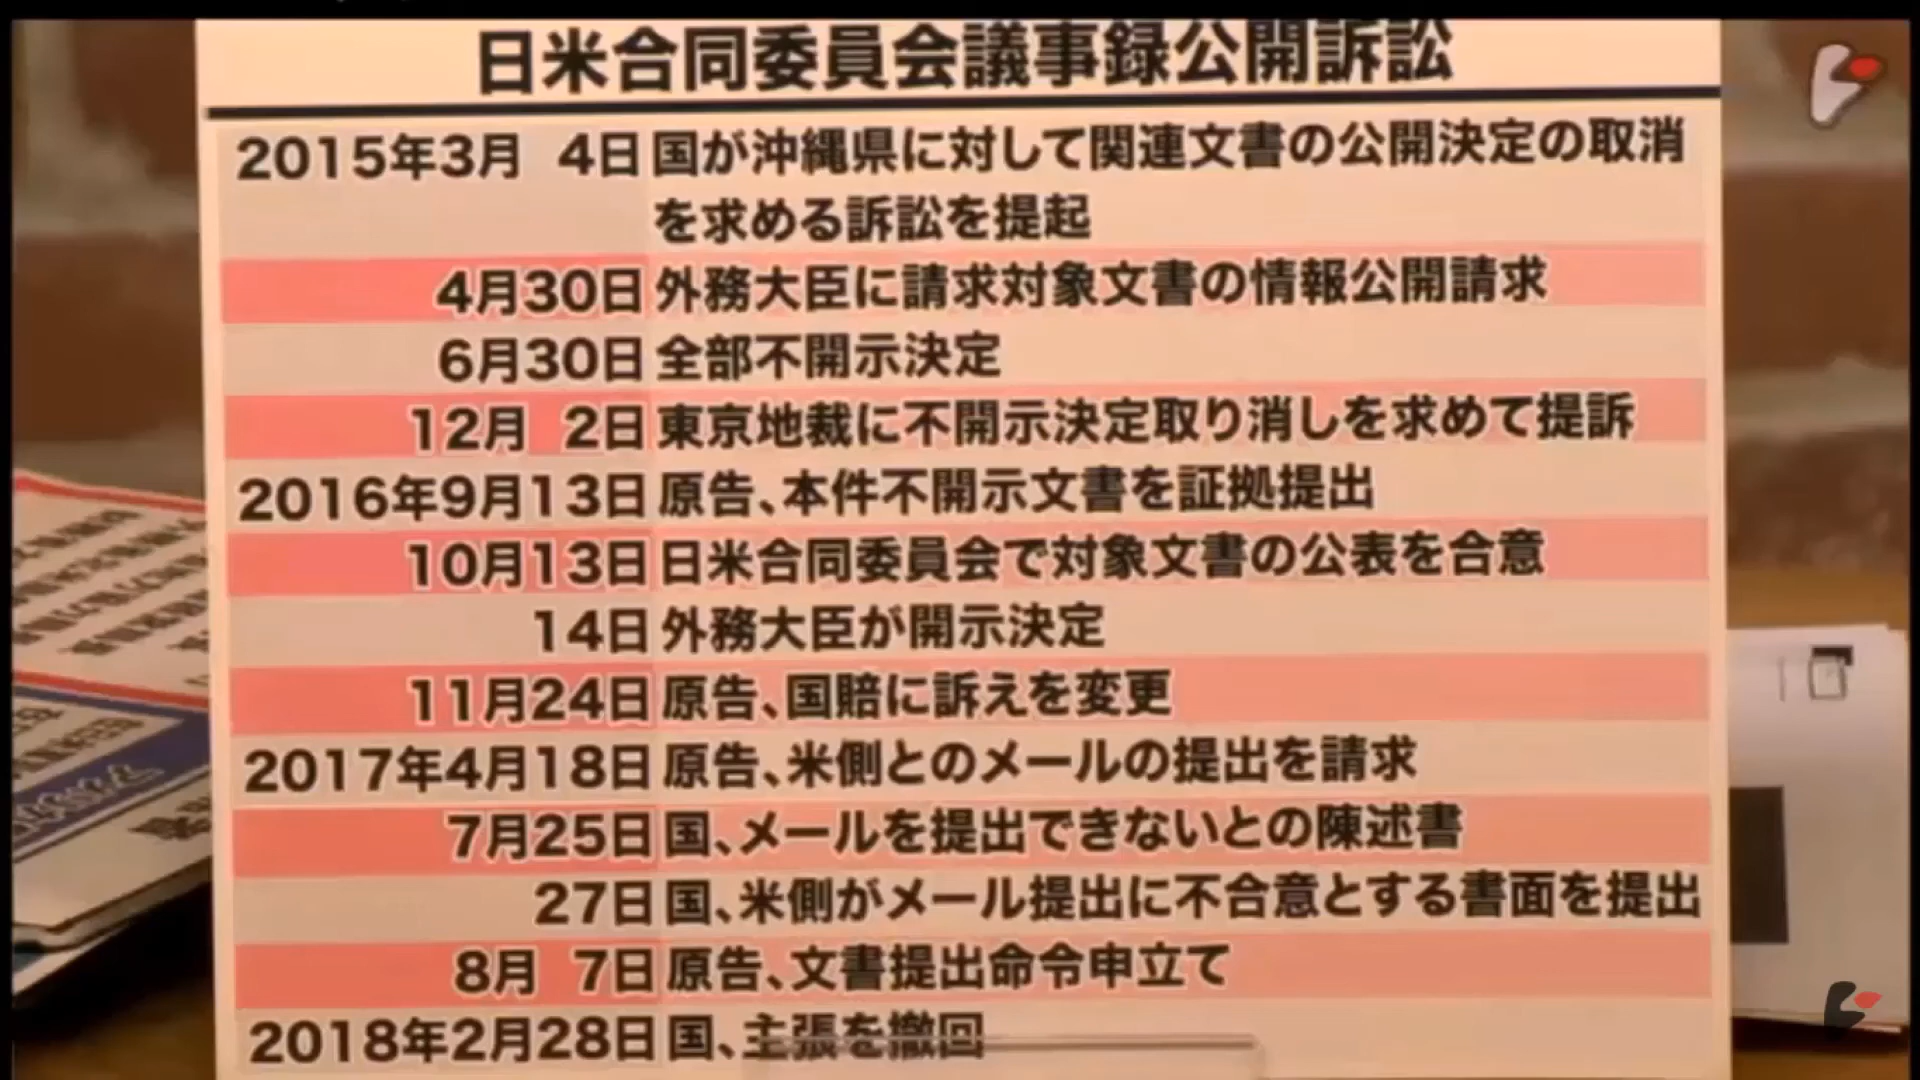 日米合同委員会議事録公開訴訟
2015年3月 4日 国が沖縄県に対して関連文書の公開決定の取消
を求める訴訟を提起
4月30日 外務大臣に請求対象文書の情報公開請求
6月30日 全部不開示決定
12月 2日 東京地裁に不開示決定取り消しを求めて提訴
2016年9月13日 原告、本件不開示文書を証拠提出
10月13日 日米合同委員会で対象文書の公表を合意
14日 外務大臣が開示決定
11月24日 原告、国賠に訴えを変更
2017年4月18日 原告、米側とのメールの提出を請求
7月25日 国、メールを提出できないとの陳述書
27日 国、米側がメール提出に不合意とする書面を提出
8月 7日 原告、文書提出命令申立て
2018年2月28日 国、主張を撤回